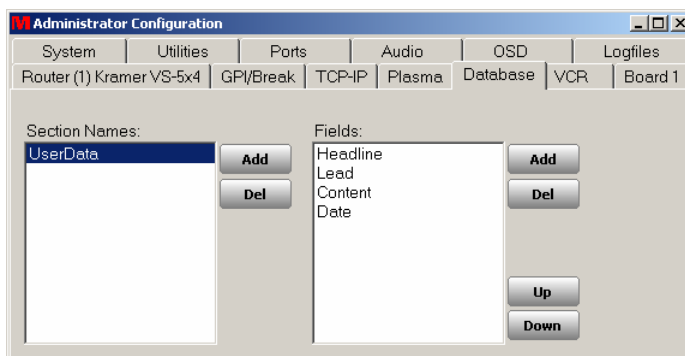 M Administrator Configuration
System Utilities Ports Audio OSD Logfiles
Router (1) Kramer VS-5x4 GPI/Break TCP-IP Plasma Database VCR Board 1
Section Names: Fields:
UserData Add Headline Add
Lead
Del Content Del
Date
Up
Down